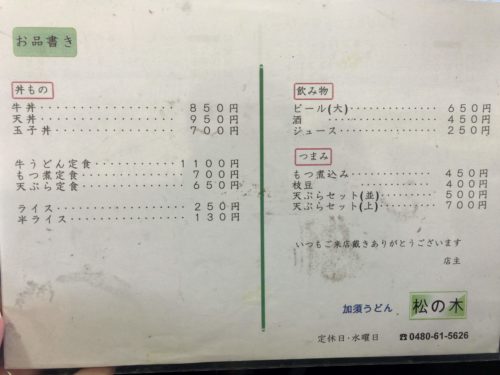 お品書き
丼もの
牛丼・・・・・・・・・・・・・・・・８５０円
天丼・・・・・・・・・・・・・・・・９５０円
玉子丼・・・・・・・・・・・・・・・７００円
牛うどん定食・・・・・・・・・・・１１００円
もつ煮定食・・・・・・・・・・・・・７００円
天ぷら定食・・・・・・・・・・・・・６５０円
ライス・・・・・・・・・・・・・・・２５０円
半ライス・・・・・・・・・・・・・・１３０円
飲み物
ビール(大)・・・・・・・・・・・・・６５０円
酒・・・・・・・・・・・・・・・・・４５０円
ジュース・・・・・・・・・・・・・・２５０円
つまみ
もつ煮込み・・・・・・・・・・・・・４５０円
枝豆・・・・・・・・・・・・・・・・４００円
天ぷらセット(並)・・・・・・・・・・５００円
天ぷらセット(上)・・・・・・・・・・７００円
いつもご来店戴きありがとうございます
店主
加須うどん 松の木
定休日・水曜日 ☎0480-61-5626